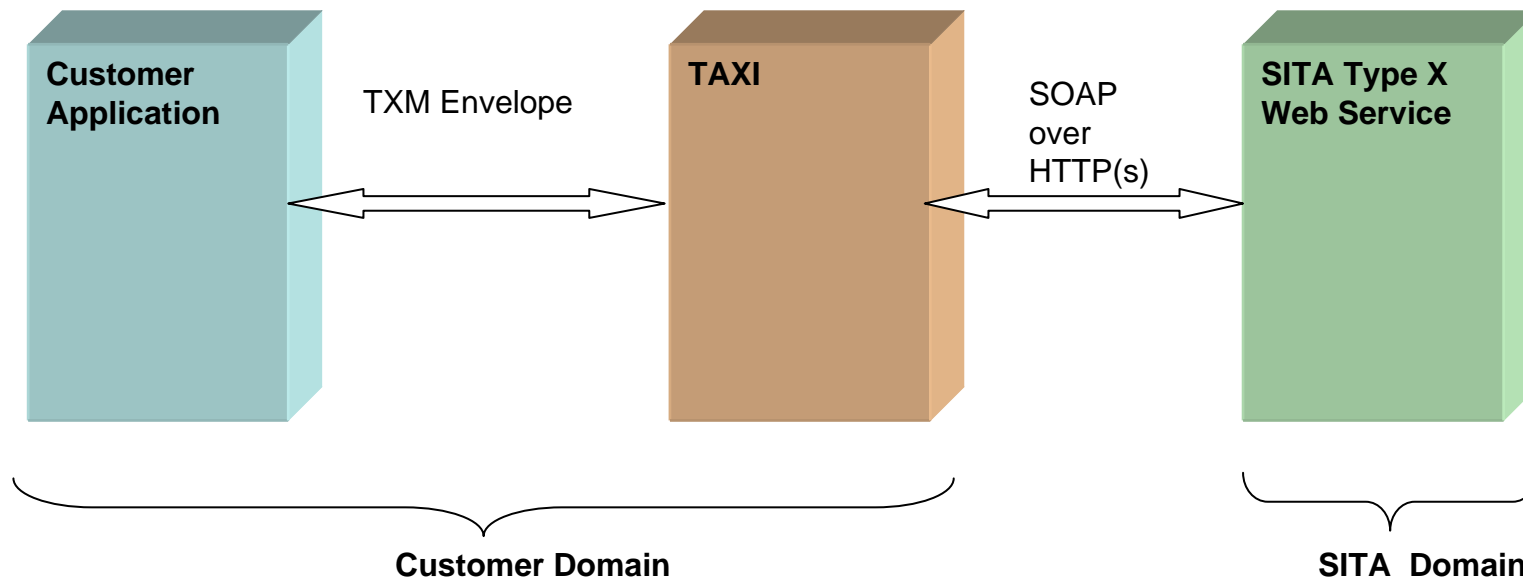 Customer
Application
TXM Envelope
TAXI
SOAP
over
HTTP(s)
SITA Type X
Web Service
Customer Domain
SITA Domain